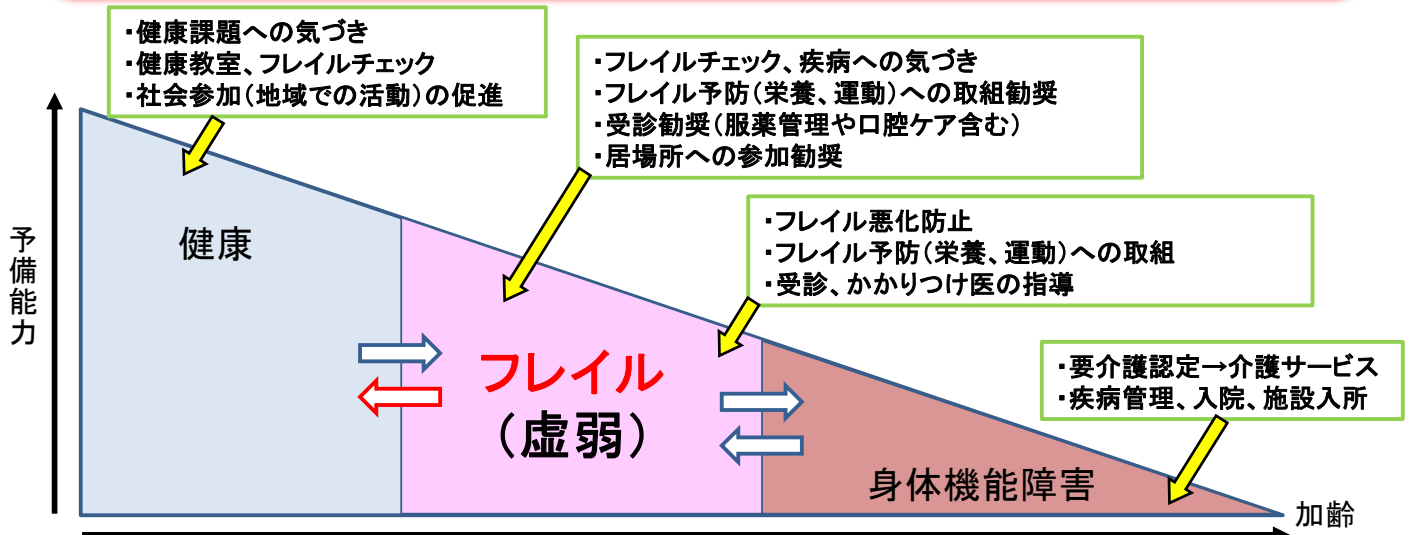 ・健康課題への気づき
・健康教室、フレイルチェック
・社会参加(地域での活動)の促進
・フレイルチェック、疾病への気づき
・フレイル予防(栄養、運動)への取組勧奨
・受診勧奨(服薬管理や口腔ケア含む)
・居場所への参加勧奨
・フレイル悪化防止
・フレイル予防(栄養、運動)への取組
・受診、かかりつけ医の指導
・要介護認定→介護サービス
・疾病管理、入院、施設入所
予備能力
健康
フレイル
(虚弱)
身体機能障害
加齢